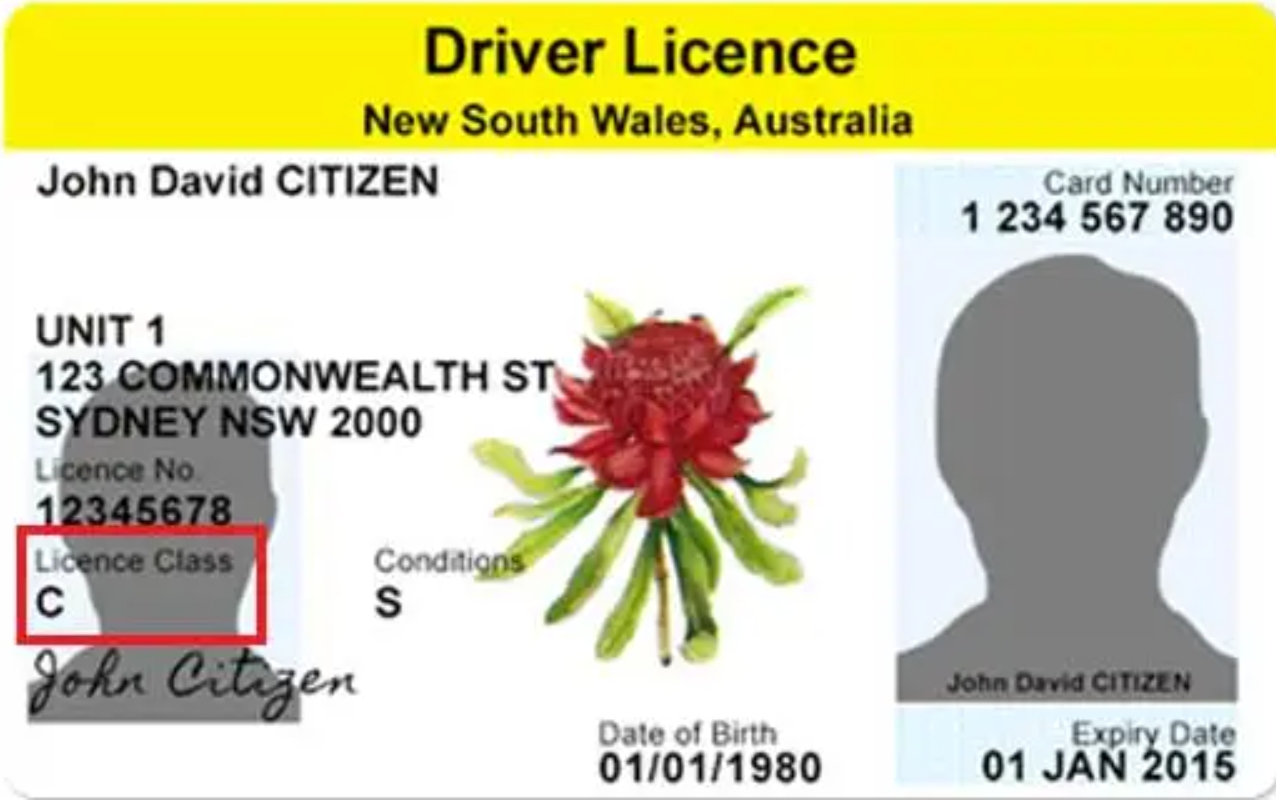 Driver Licence
New South Wales, Australia
John David CITIZEN
Card Number
1 234 567 890
UNIT 1
123 COMMONWEALTH ST
SYDNEY NSW 2000
Licence No.
12345678
Licence Class
C
Conditions
S
John Citizen
John David CITIZEN
Date of Birth
01/01/1980
Expiry Date
01 JAN 2015